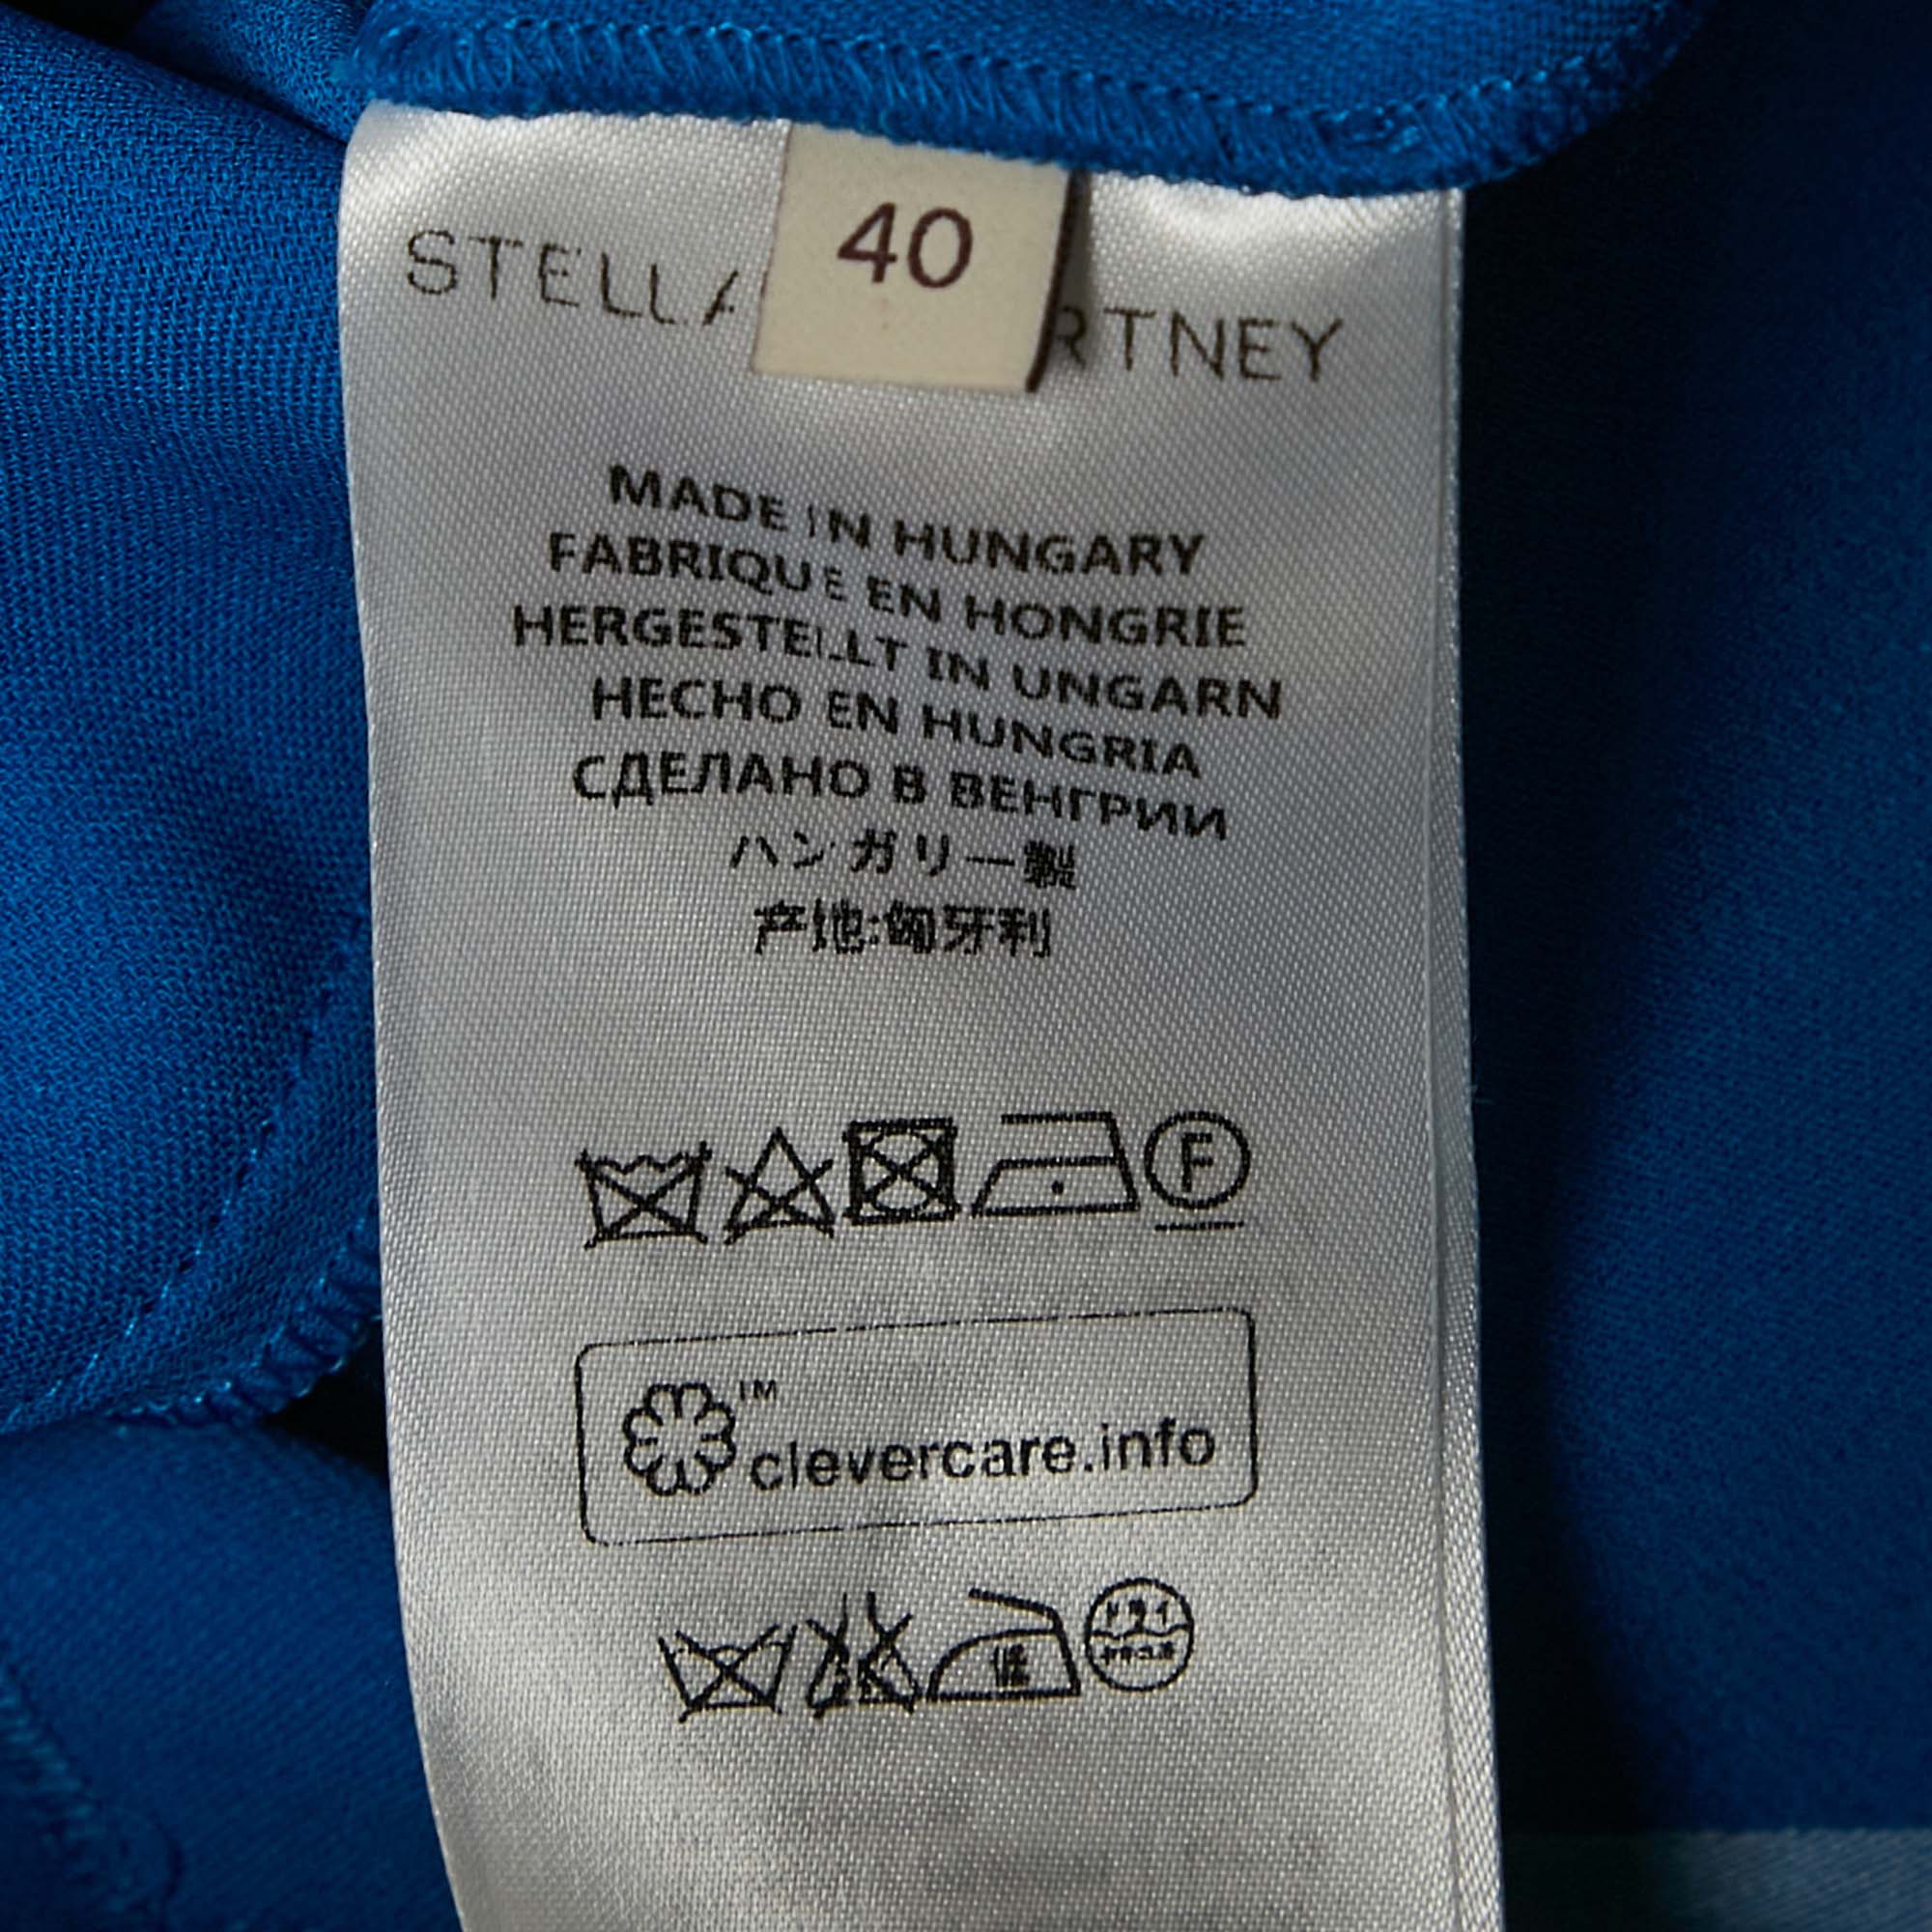 40
STELLA RTNEY
MADE IN HUNGARY
FABRIQUE EN HONGRIE
HERGESTELLT IN UNGARN
HECHO EN HUNGRIA
СДЕЛАНО В ВЕНГРИИ
ハンガリー製
产地:匈牙利
F
TM
clevercare.info